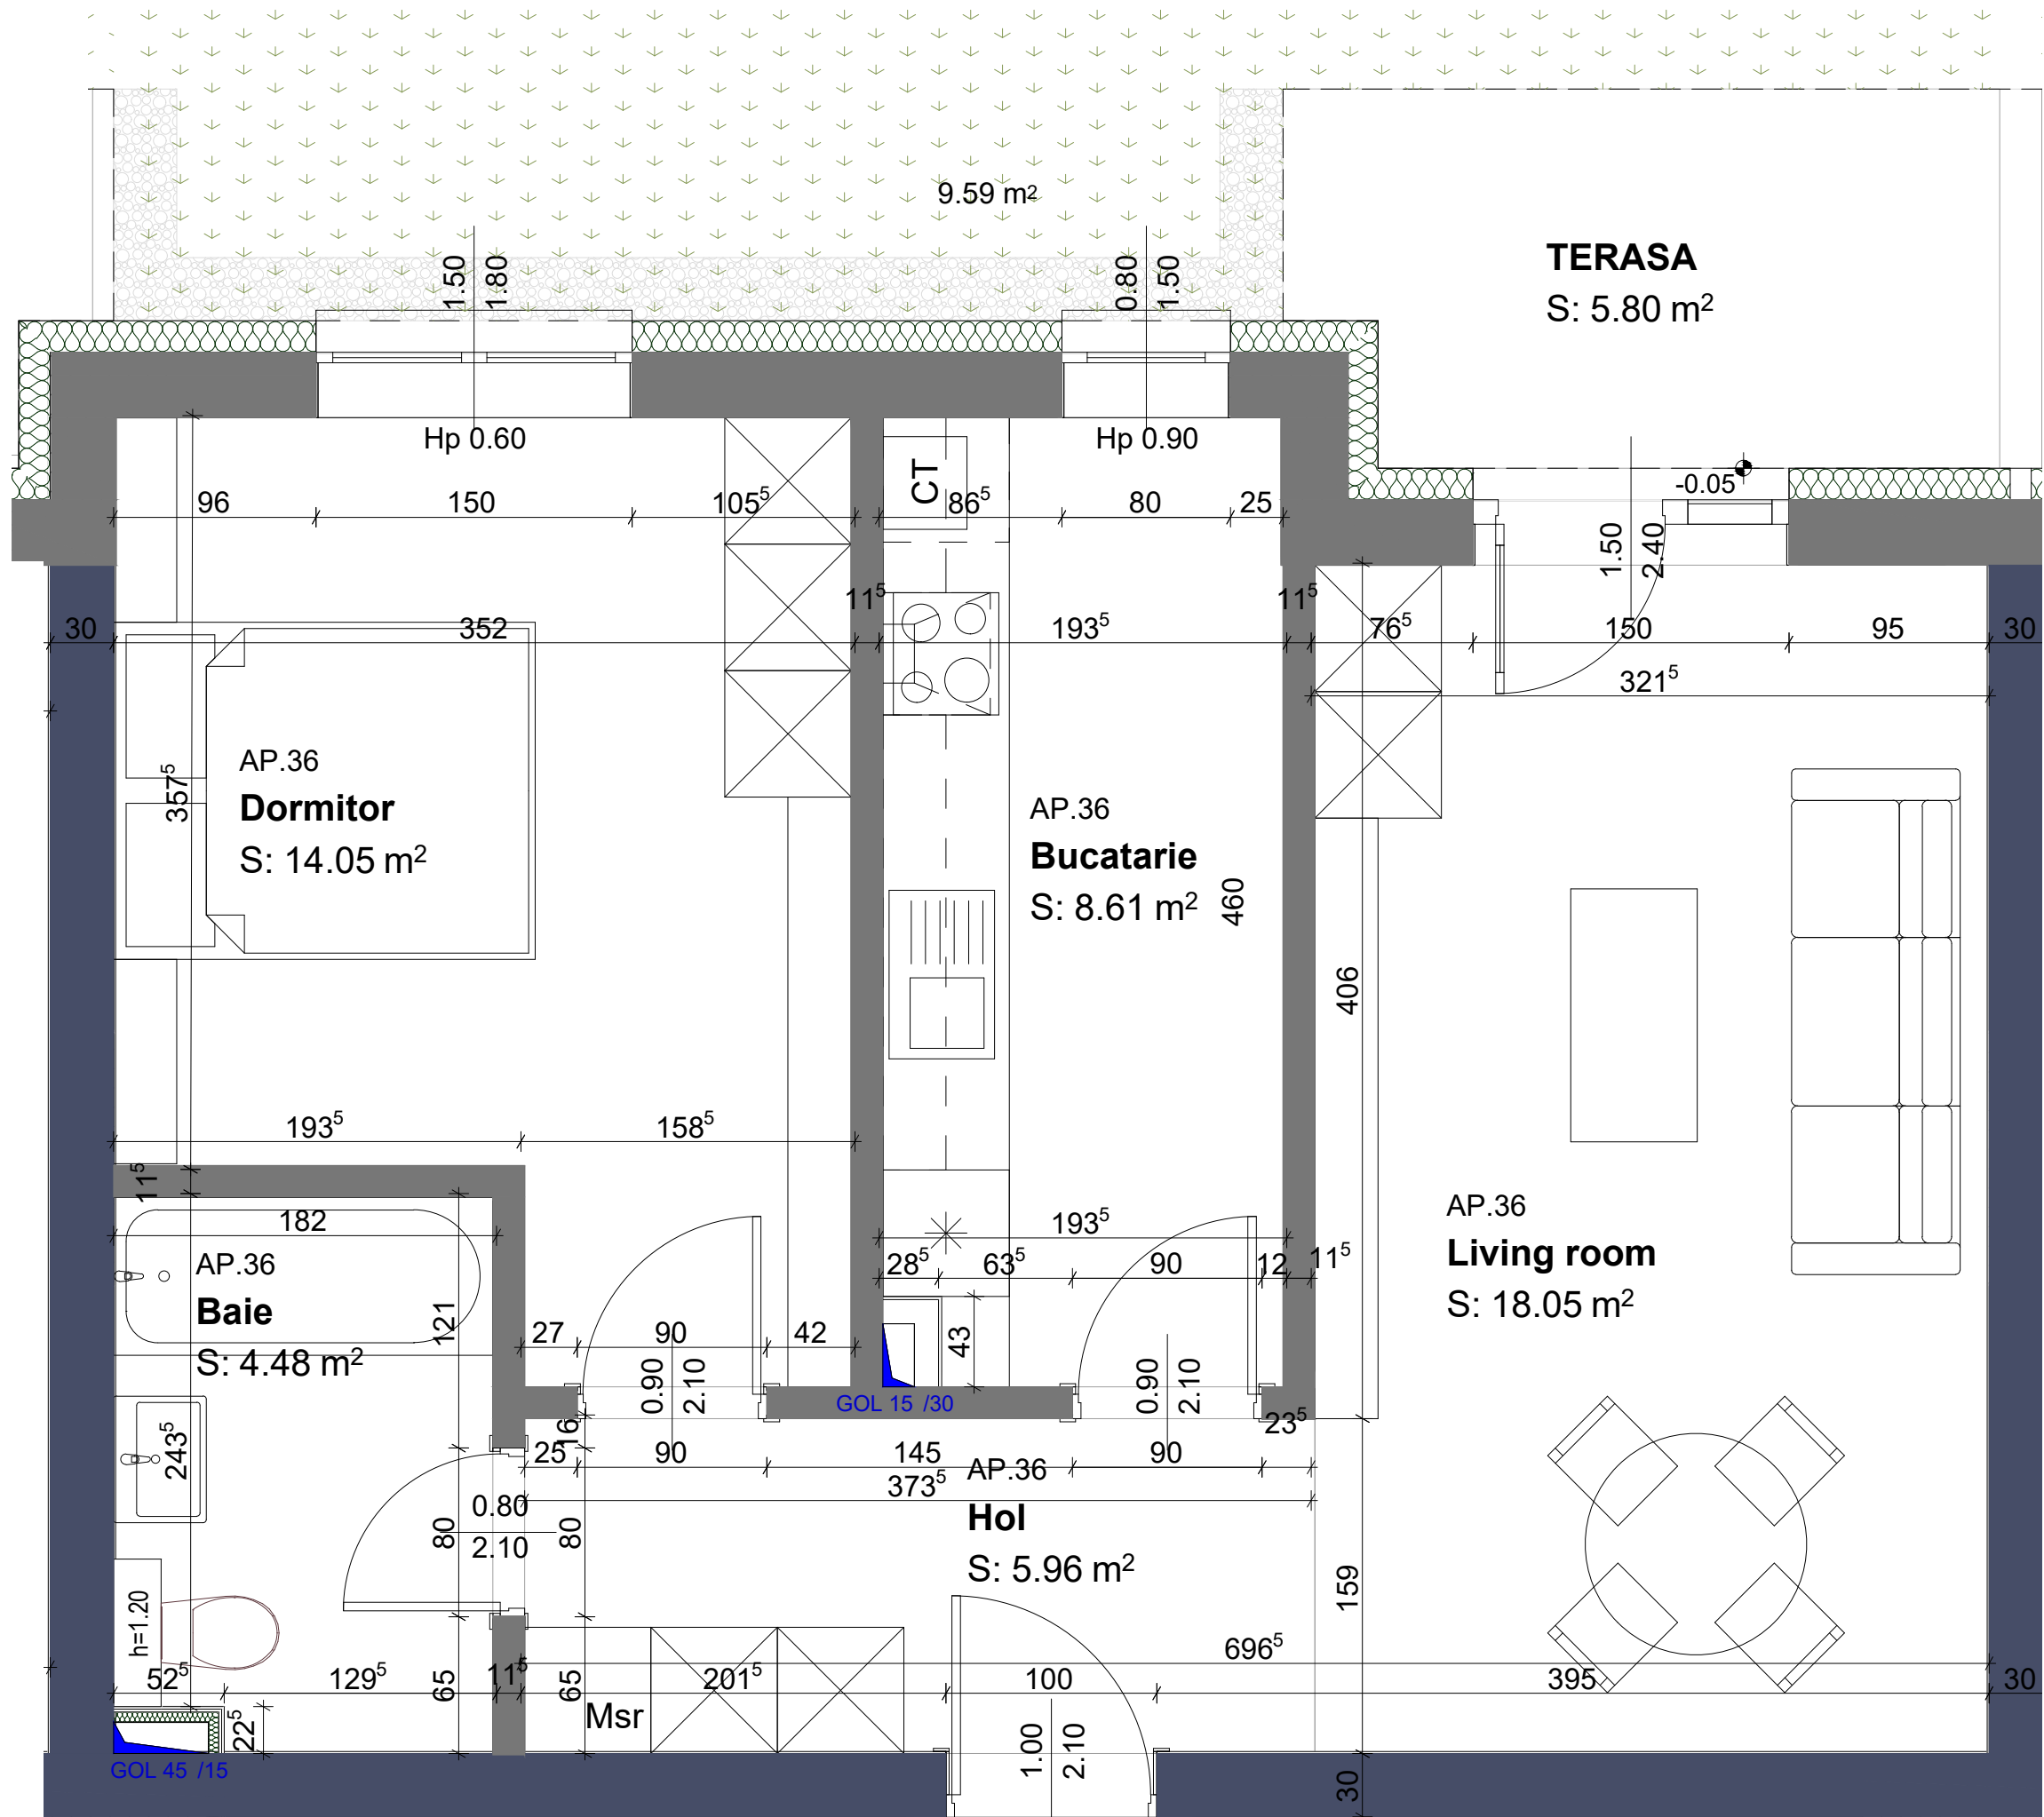 9.59 m²
TERASA
S: 5.80 m²
1.50
1.80
0.80
1.50
Hp 0.60
Hp 0.90
CT
-0.05
1.50
2.40
96
150
105⁵
86⁵
80
25
11⁵
11⁵
30
352
193⁵
76⁵
150
95
30
321⁵
357⁵
AP.36
Dormitor
S: 14.05 m²
AP.36
Bucatarie
S: 8.61 m²
460
406
193⁵
158⁵
11⁵
182
AP.36
Baie
S: 4.48 m²
121
193⁵
28⁵
63⁵
90
12
11⁵
AP.36
Living room
S: 18.05 m²
27
90
42
43
0.90
2.10
0.90
2.10
GOL 15 /30
16
23⁵
243⁵
25
90
145
90
373⁵
AP.36
Hol
S: 5.96 m²
80
0.80
2.10
80
159
h=1.20
696⁵
52⁵
129⁵
65
11⁵
65
201⁵
100
395
30
Msr
22⁵
1.00
2.10
GOL 45 /15
30